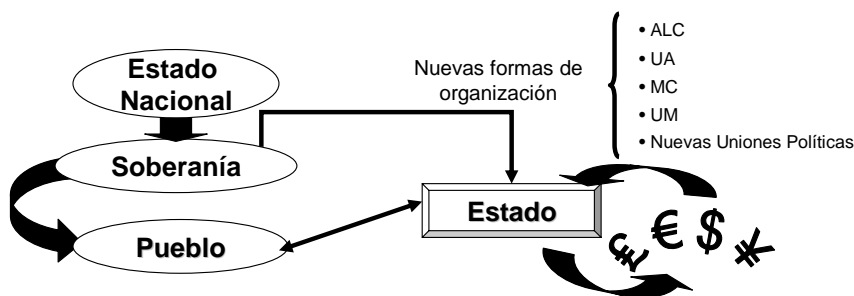 Estado
Nacional
Soberanía
Pueblo
Nuevas formas de
organización
• ALC
• UA
• MC
• UM
• Nuevas Uniones Políticas
Estado
£ € $ ¥